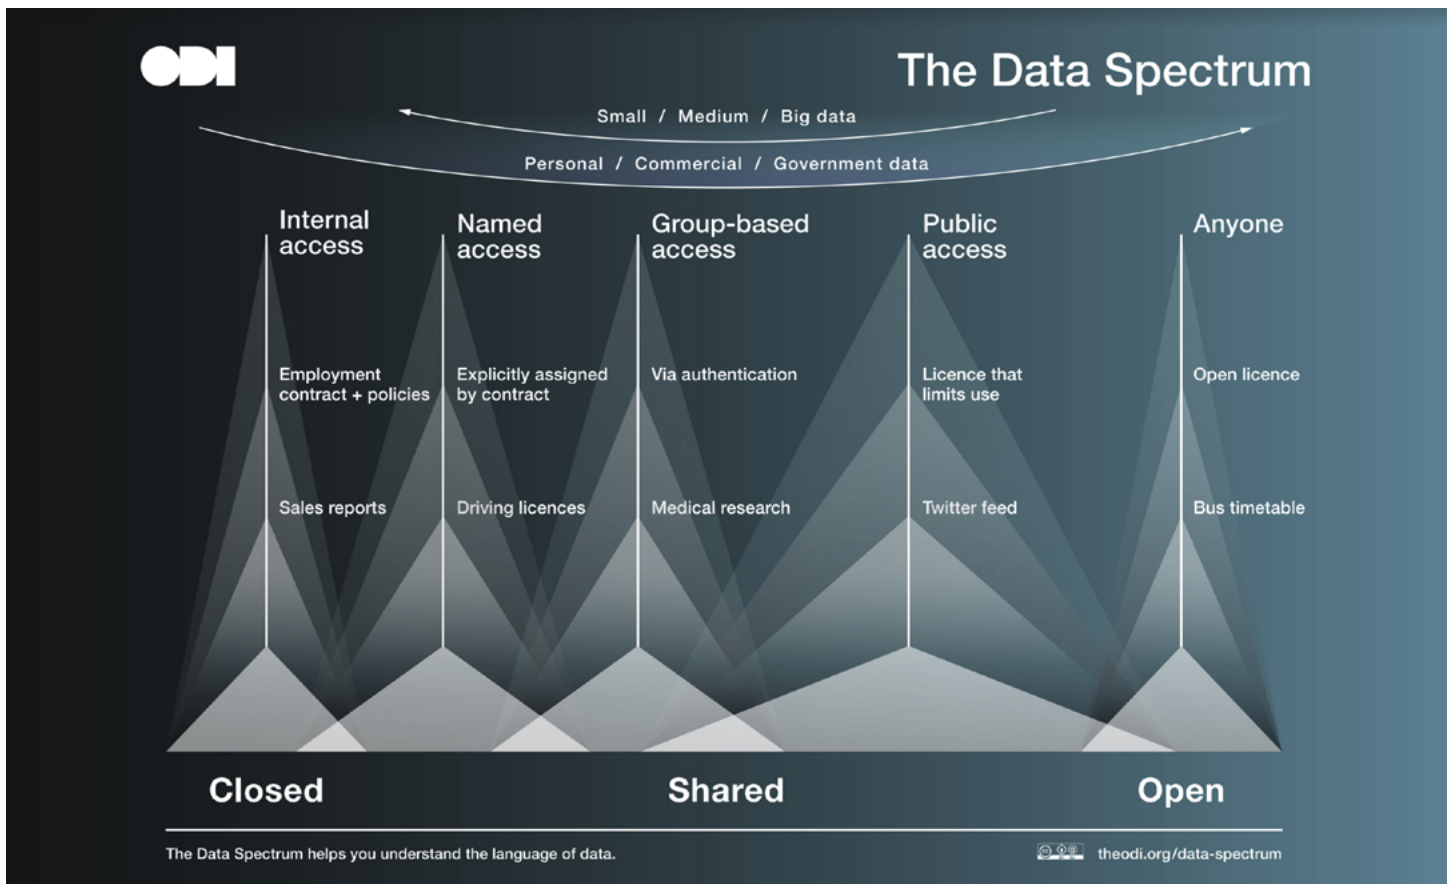 ODI
The Data Spectrum
Small / Medium / Big data
Personal / Commercial / Government data
Internal
access
Named
access
Group-based
access
Public
access
Anyone
Employment
contract + policies
Explicitly assigned
by contract
Via authentication
Licence that
limits use
Open licence
Sales reports
Driving licences
Medical research
Twitter feed
Bus timetable
Closed
Shared
Open
The Data Spectrum helps you understand the language of data.
theodi.org/data-spectrum